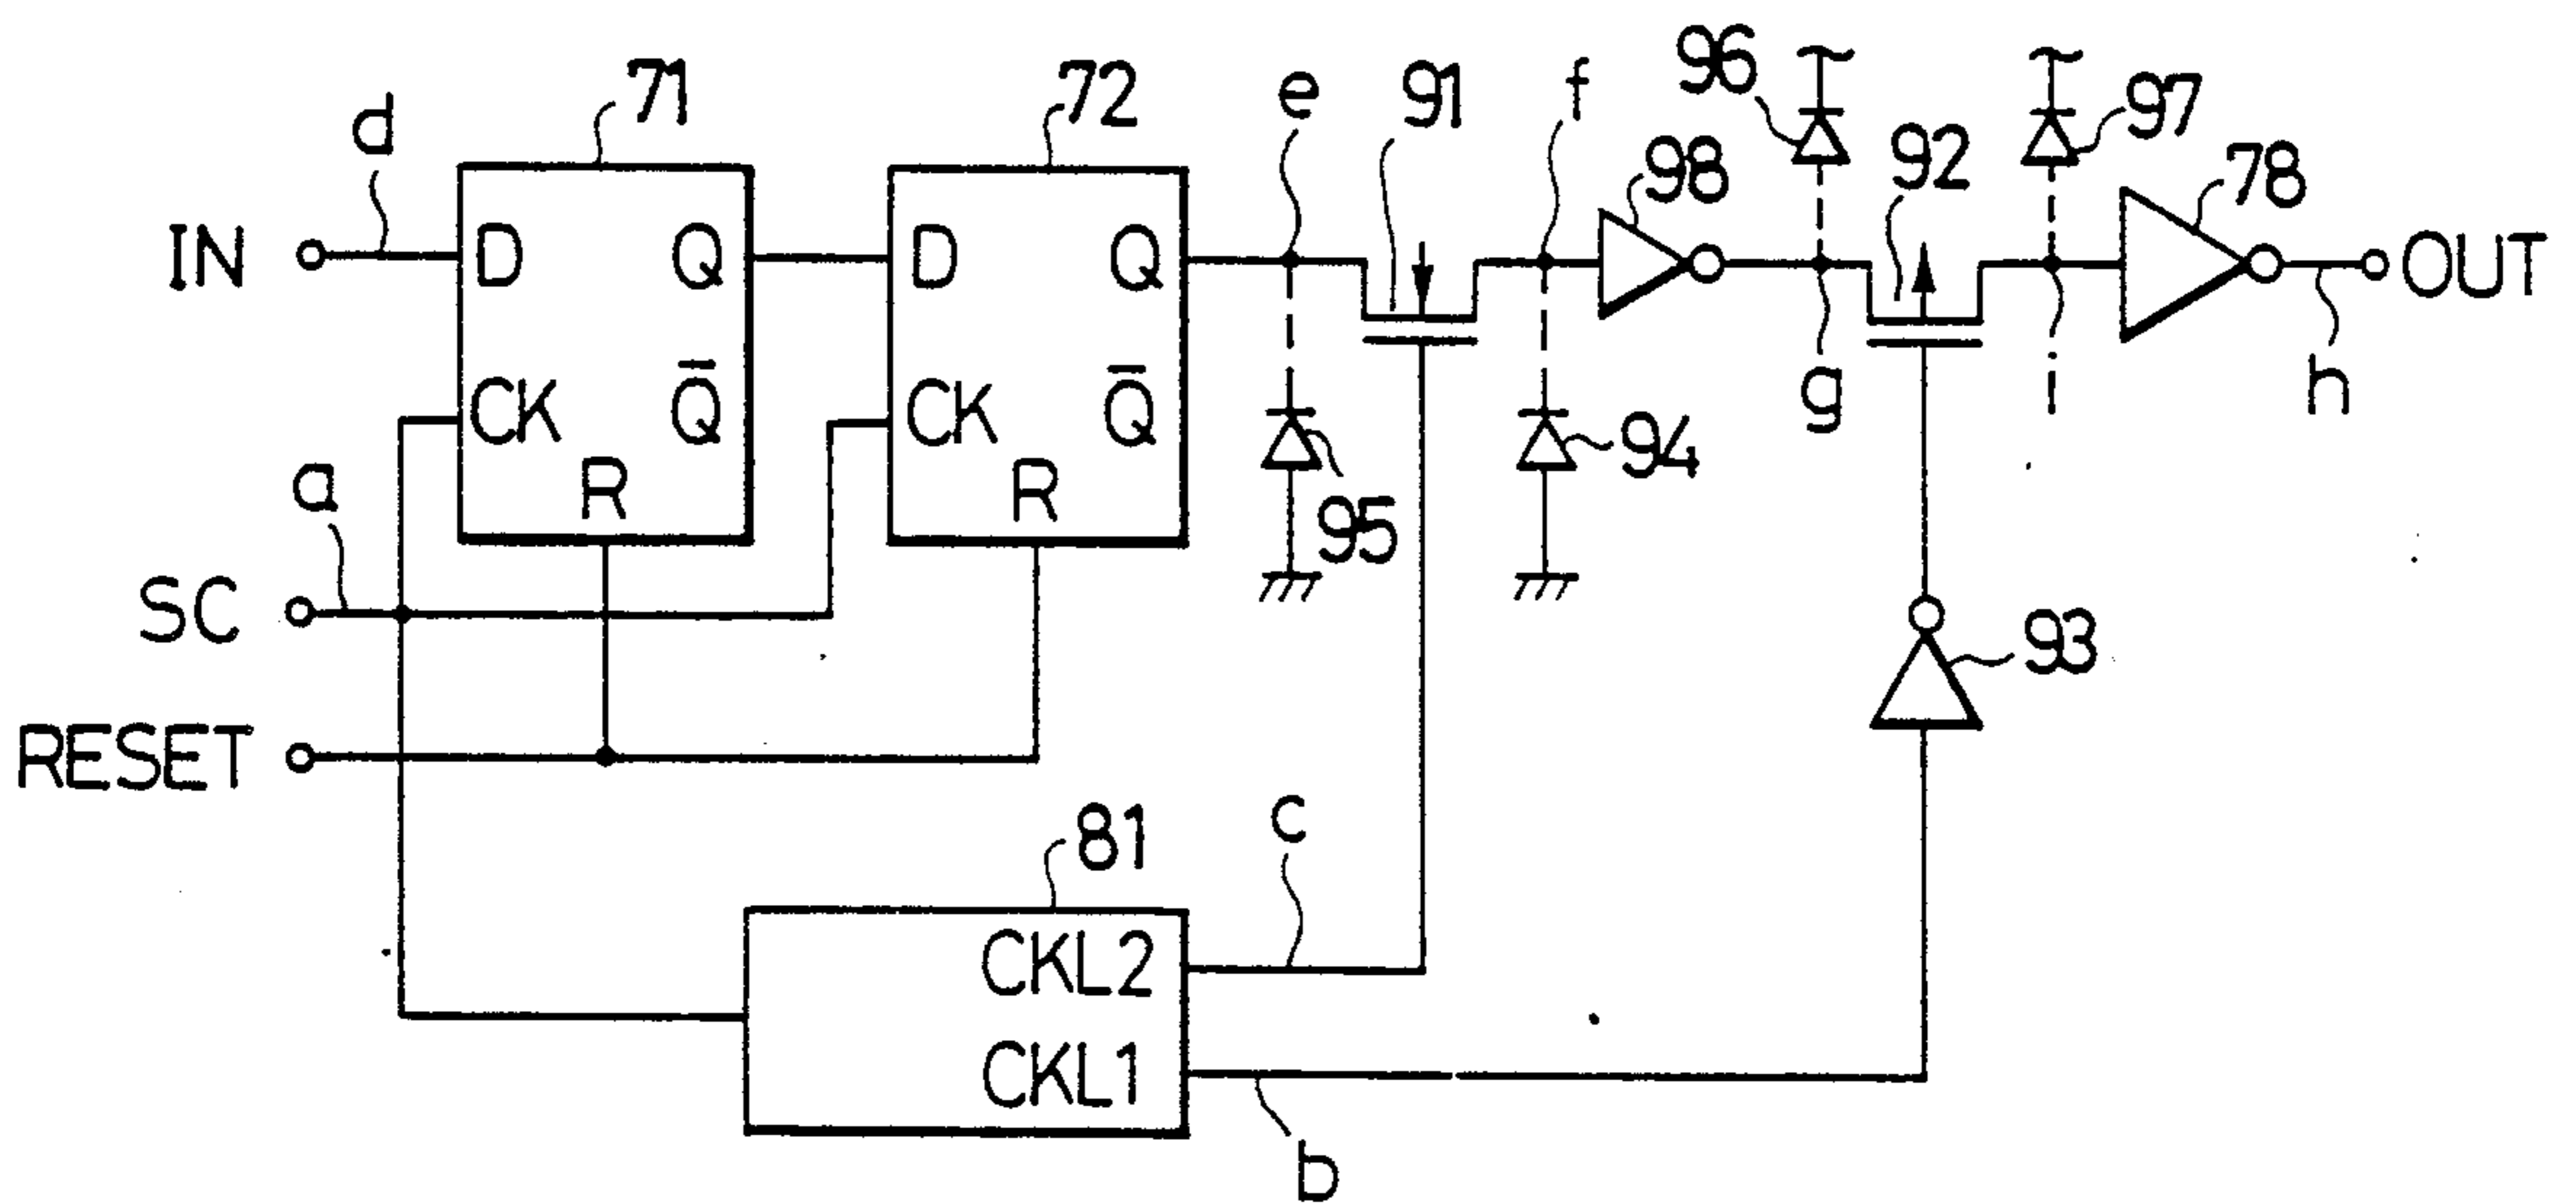 71
72
e
91
f
98
96
92
97
78
d
IN
D
Q
D
Q
OUT
g
i
h
CK
Q̄
CK
Q̄
a
R
R
95
94
SC
93
RESET
81
c
CKL2
CKL1
b